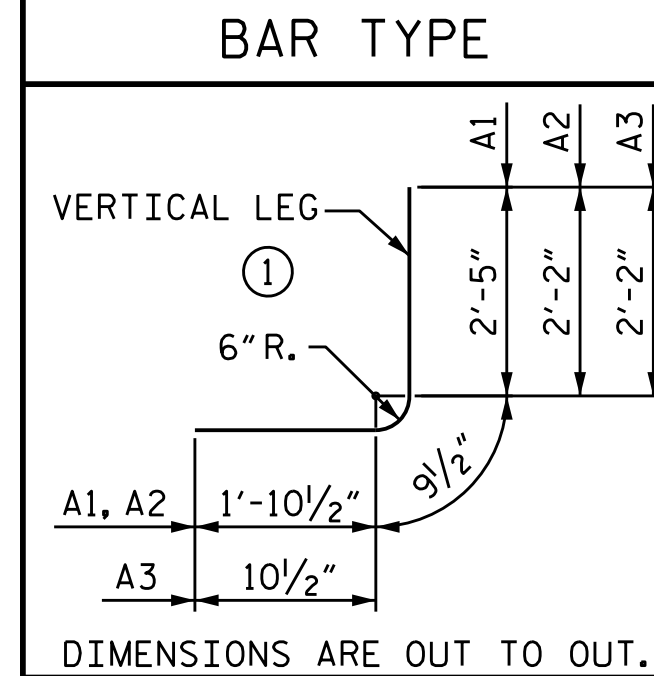 BAR TYPE
A1
A2
A3
VERTICAL LEG
1
2'-5"
2'-2"
2'-2"
6" R.
9½"
A1, A2
1'-10½"
A3
10½"
DIMENSIONS ARE OUT TO OUT.